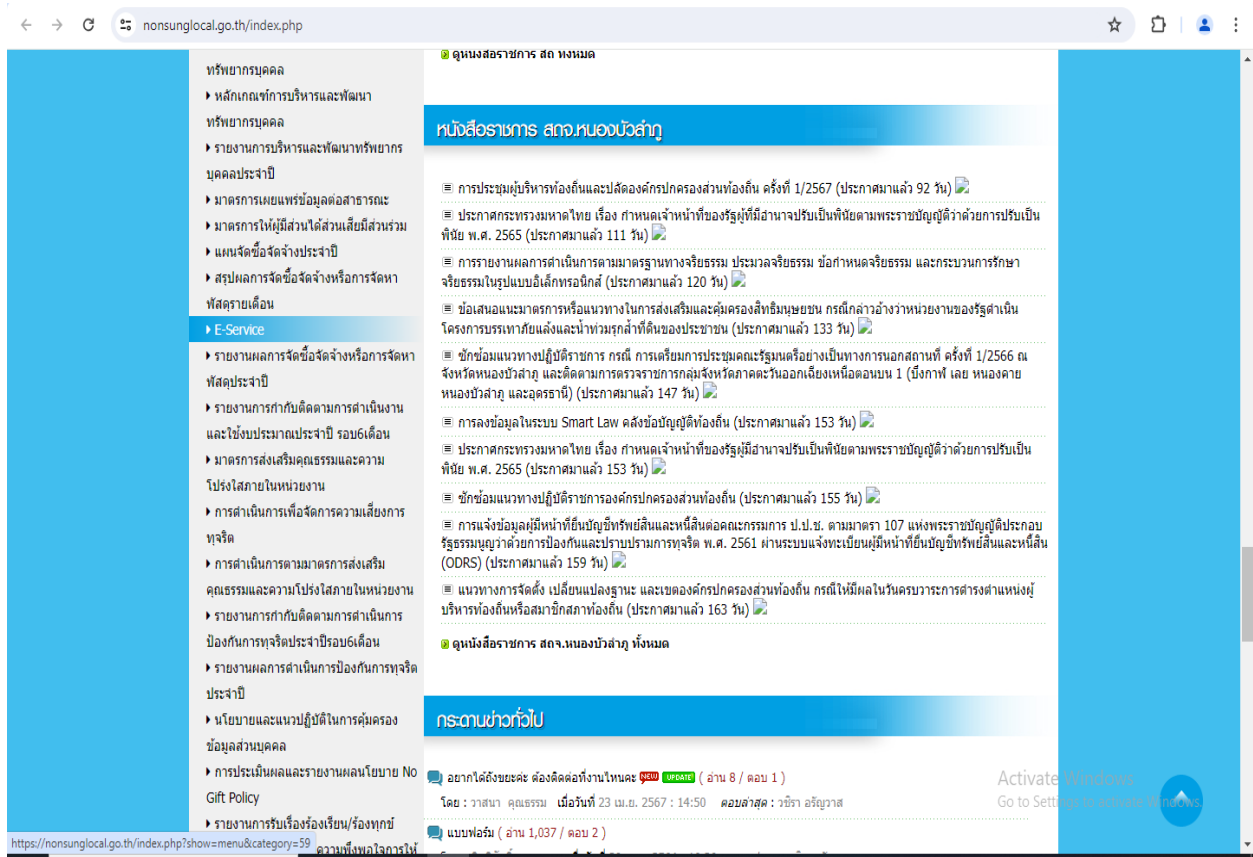 nonsunglocal.go.th/index.php
ทรัพยากรบุคคล
หลักเกณฑ์การบริหารและพัฒนา
ทรัพยากรบุคคล
รายงานการบริหารและพัฒนาทรัพยากร
บุคคลประจำปี
มาตรการเผยแพร่ข้อมูลต่อสาธารณะ
มาตรการให้ผู้มีส่วนได้ส่วนเสียมีส่วนร่วม
แผนจัดซื้อจัดจ้างประจำปี
สรุปผลการจัดซื้อจัดจ้างหรือการจัดหา
พัสดุรายเดือน
E-Service
รายงานผลการจัดซื้อจัดจ้างหรือการจัดหา
พัสดุประจำปี
รายงานการกำกับติดตามการดำเนินงาน
และใช้งบประมาณประจำปี รอบ6เดือน
มาตรการส่งเสริมคุณธรรมและความ
โปร่งใสภายในหน่วยงาน
การดำเนินการเพื่อจัดการความเสี่ยงการ
ทุจริต
การดำเนินการตามมาตรการส่งเสริม
คุณธรรมและความโปร่งใสภายในหน่วยงาน
รายงานการกำกับติดตามการดำเนินการ
ป้องกันการทุจริตประจำปีรอบ6เดือน
รายงานผลการดำเนินการป้องกันการทุจริต
ประจำปี
นโยบายและแนวปฏิบัติในการคุ้มครอง
ข้อมูลส่วนบุคคล
การประเมินผลและรายงานผลนโยบาย No
Gift Policy
รายงานการรับเรื่องร้องเรียน/ร้องทุกข์
ความพึงพอใจการให้
https://nonsunglocal.go.th/index.php?show=menu&category=59
ดูหนังสือราชการ สถ ทั้งหมด
หนังสือราชการ สถจ.หนองบัวลำภู
การประชุมผู้บริหารท้องถิ่นและปลัดองค์กรปกครองส่วนท้องถิ่น ครั้งที่ 1/2567 (ประกาศมาแล้ว 92 วัน)
ประกาศกระทรวงมหาดไทย เรื่อง กำหนดเจ้าหน้าที่ของรัฐผู้ที่มีอำนาจปรับเป็นพินัยตามพระราชบัญญัติว่าด้วยการปรับเป็น
พินัย พ.ศ. 2565 (ประกาศมาแล้ว 111 วัน)
การรายงานผลการดำเนินการตามมาตรฐานทางจริยธรรม ประมวลจริยธรรม ข้อกำหนดจริยธรรม และกระบวนการรักษา
จริยธรรมในรูปแบบอิเล็กทรอนิกส์ (ประกาศมาแล้ว 120 วัน)
ข้อเสนอแนะมาตรการหรือแนวทางในการส่งเสริมและคุ้มครองสิทธิมนุษยชน กรณีกล่าวอ้างว่าหน่วยงานของรัฐดำเนิน
โครงการบรรเทาภัยแล้งและน้ำท่วมรุกล้ำที่ดินของประชาชน (ประกาศมาแล้ว 133 วัน)
ซักซ้อมแนวทางปฏิบัติราชการ กรณี การเตรียมการประชุมคณะรัฐมนตรีอย่างเป็นทางการนอกสถานที่ ครั้งที่ 1/2566 ณ
จังหวัดหนองบัวลำภู และติดตามการตรวจราชการกลุ่มจังหวัดภาคตะวันออกเฉียงเหนือตอนบน 1 (บึงกาฬ เลย หนองคาย
หนองบัวลำภู และอุดรธานี) (ประกาศมาแล้ว 147 วัน)
การลงข้อมูลในระบบ Smart Law คลังข้อบัญญัติท้องถิ่น (ประกาศมาแล้ว 153 วัน)
ประกาศกระทรวงมหาดไทย เรื่อง กำหนดเจ้าหน้าที่ของรัฐผู้มีอำนาจปรับเป็นพินัยตามพระราชบัญญัติว่าด้วยการปรับเป็น
พินัย พ.ศ. 2565 (ประกาศมาแล้ว 153 วัน)
ซักซ้อมแนวทางปฏิบัติราชการองค์กรปกครองส่วนท้องถิ่น (ประกาศมาแล้ว 155 วัน)
การแจ้งข้อมูลผู้มีหน้าที่ยื่นบัญชีทรัพย์สินและหนี้สินต่อคณะกรรมการ ป.ป.ช. ตามมาตรา 107 แห่งพระราชบัญญัติประกอบ
รัฐธรรมนูญว่าด้วยการป้องกันและปราบปรามการทุจริต พ.ศ. 2561 ผ่านระบบแจ้งทะเบียนผู้มีหน้าที่ยื่นบัญชีทรัพย์สินและหนี้สิน
(ODRS) (ประกาศมาแล้ว 159 วัน)
แนวทางการจัดตั้ง เปลี่ยนแปลงฐานะ และเขตองค์กรปกครองส่วนท้องถิ่น กรณีให้มีผลในวันครบวาระการดำรงตำแหน่งผู้
บริหารท้องถิ่นหรือสมาชิกสภาท้องถิ่น (ประกาศมาแล้ว 163 วัน)
ดูหนังสือราชการ สถจ.หนองบัวลำภู ทั้งหมด
กระดานข่าวทั่วไป
อยากได้ถังขยะค่ะ ต้องติดต่อที่งานไหนคะ NEW UPDATE ( อ่าน 8 / ตอบ 1 )
โดย : วาสนา คุณธรรม เมื่อวันที่ 23 เม.ย. 2567 : 14:50 ตอบล่าสุด : วชิรา อรัญวาส
แบบฟอร์ม ( อ่าน 1,037 / ตอบ 2 )
Activate Windows
Go to Settings to activate Windows.